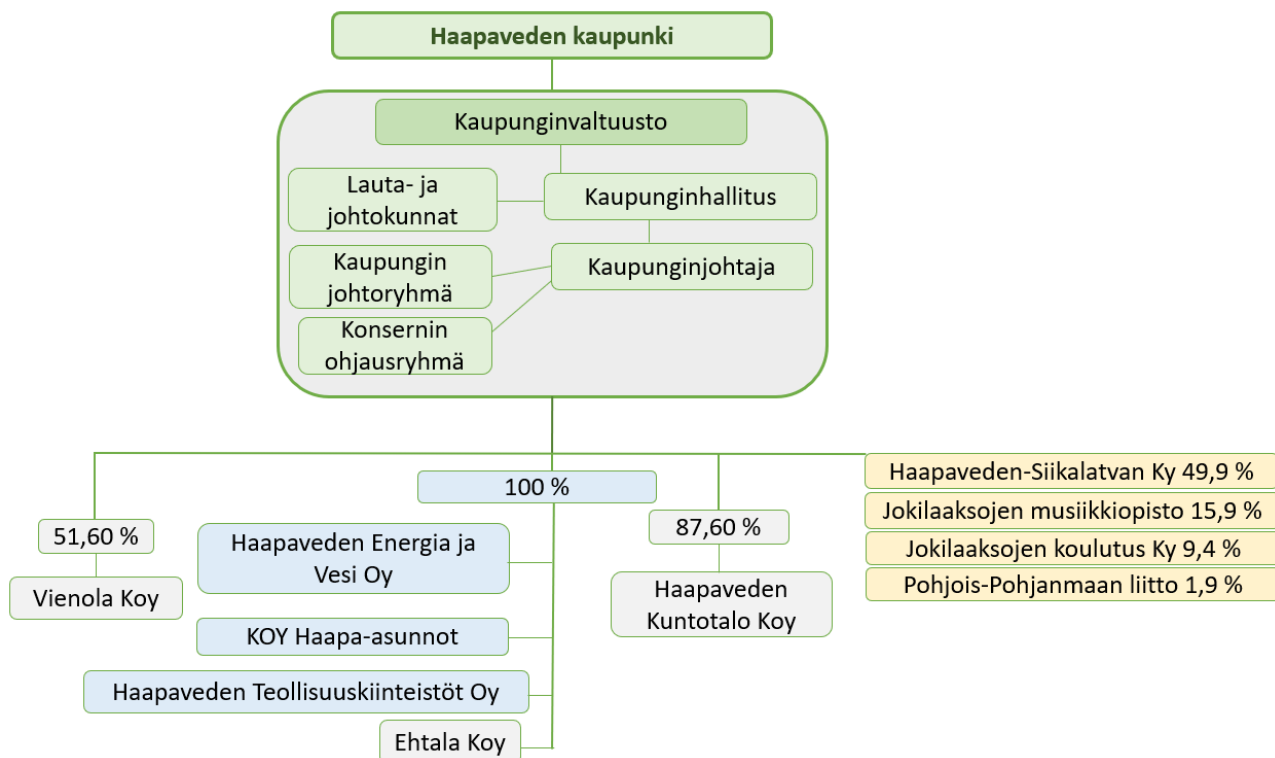 Haapaveden kaupunki
Kaupunginvaltuusto
Lauta- ja
johtokunnat
Kaupunginhallitus
Kaupungin
johtoryhmä
Kaupunginjohtaja
Konsernin
ohjausryhmä
51,60 %
Vienola Koy
100 %
Haapaveden Energia ja
Vesi Oy
KOY Haapa-asunnot
Haapaveden Teollisuuskiinteistöt Oy
Ehtala Koy
87,60 %
Haapaveden
Kuntotalo Koy
Haapaveden-Siikalatvan Ky 49,9 %
Jokilaaksojen musiikkiopisto 15,9 %
Jokilaaksojen koulutus Ky 9,4 %
Pohjois-Pohjanmaan liitto 1,9 %